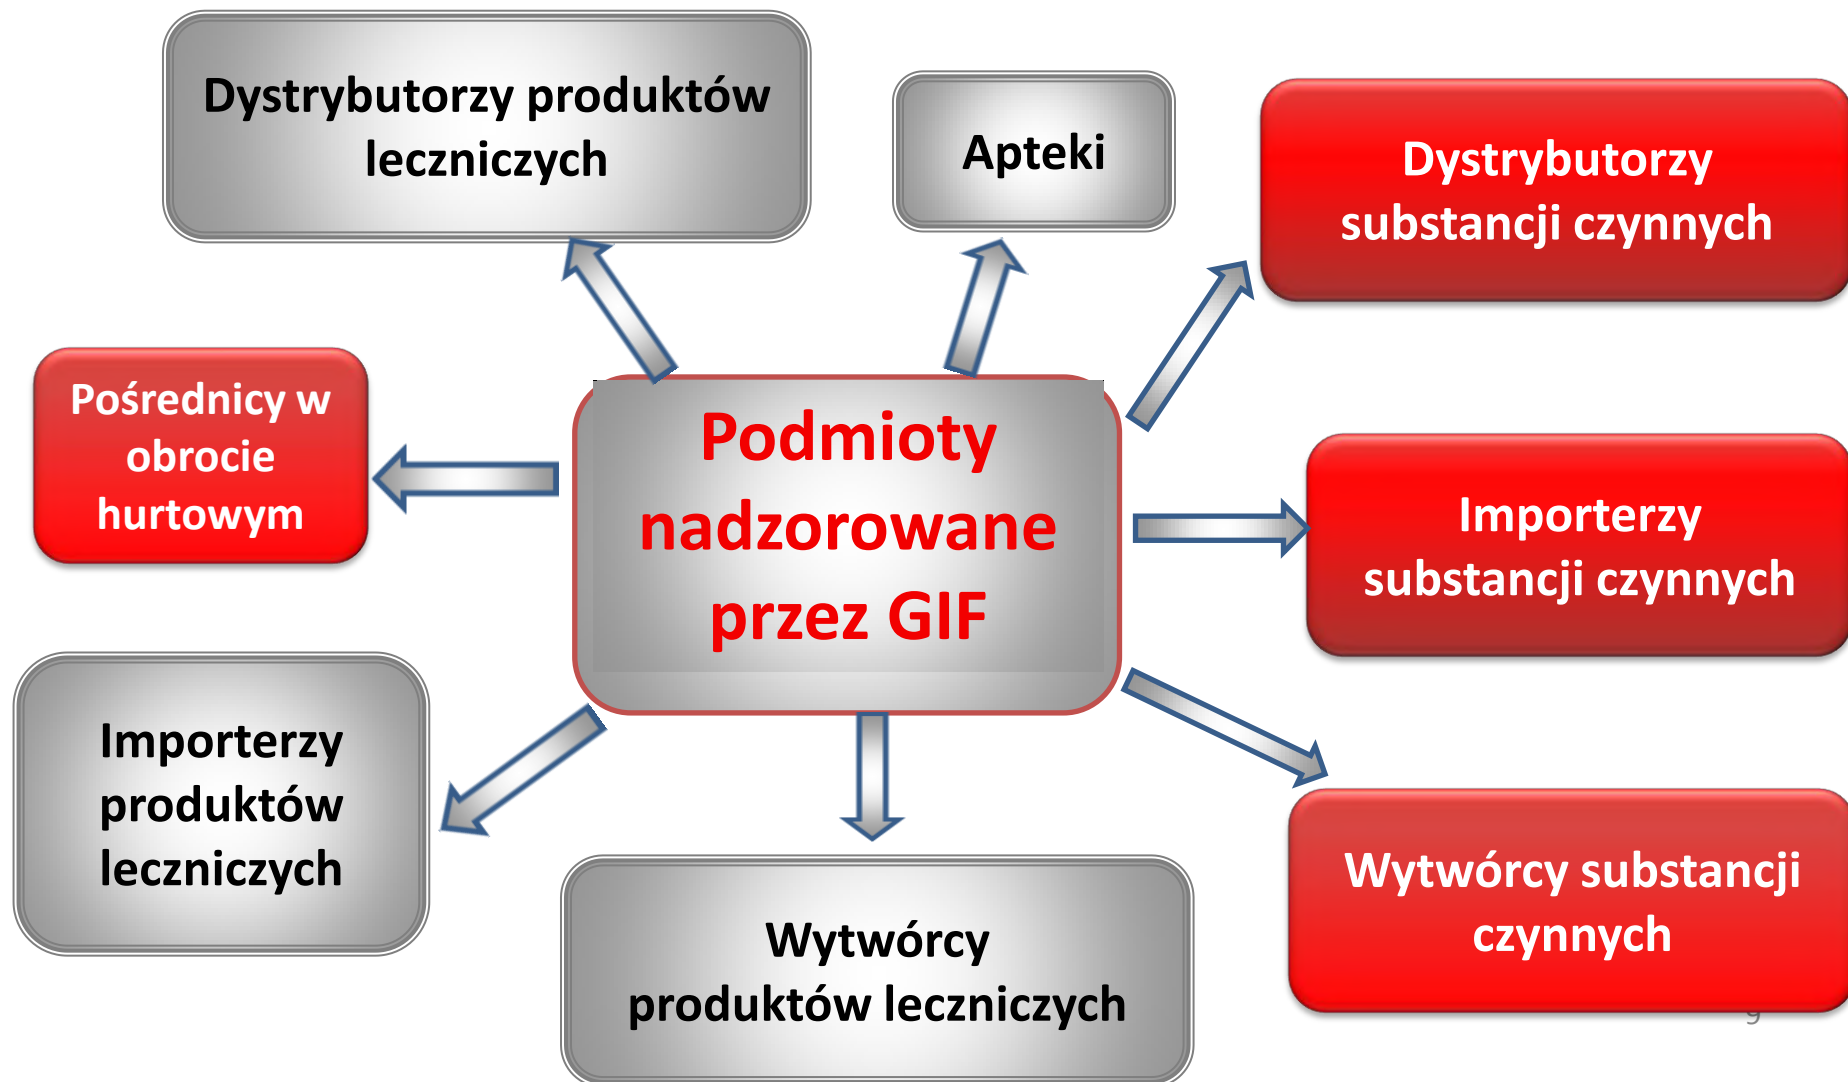 Dystrybutorzy produktów
leczniczych
Apteki
Dystrybutorzy
substancji czynnych
Pośrednicy w
obrocie
hurtowym
Podmioty
nadzorowane
przez GIF
Importerzy
substancji czynnych
Importerzy
produktów
leczniczych
Wytwórcy
produktów leczniczych
Wytwórcy substancji
czynnych
9